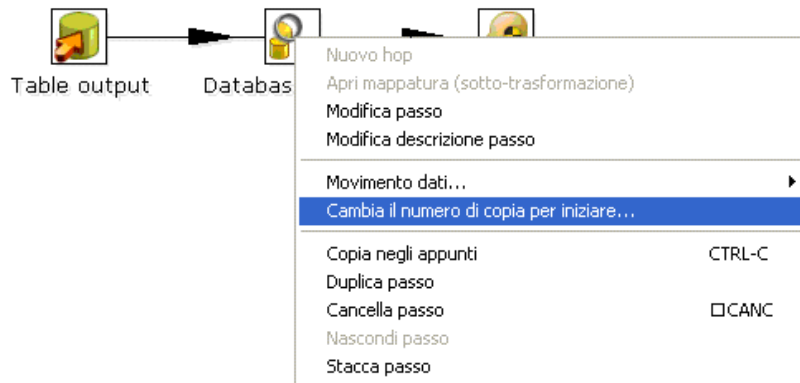 Table output
Databas
Nuovo hop
Apri mappatura (sotto-trasformazione)
Modifica passo
Modifica descrizione passo
Movimento dati...
Cambia il numero di copia per iniziare...
Copia negli appunti CTRL-C
Duplica passo
Cancella passo □CANC
Nascondi passo
Stacca passo